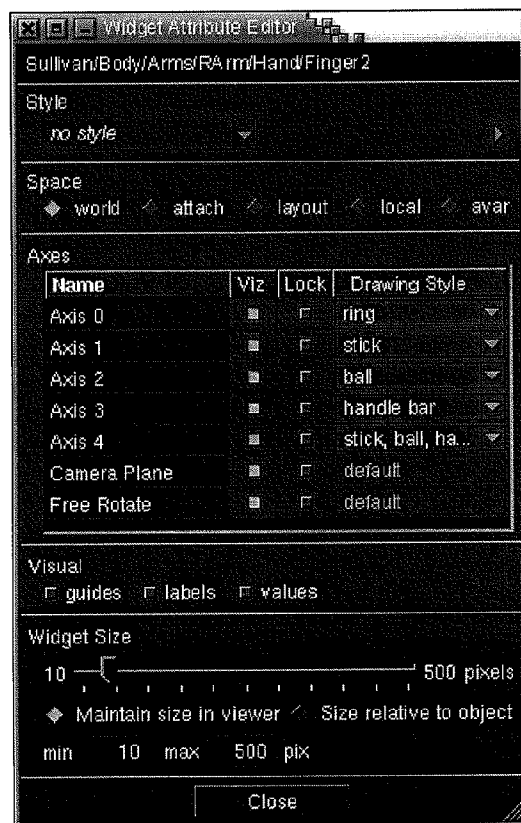 Widget Attribute Editor
Sullivan/Body/Arms/RArm/Hand/Finger2
Style
no style
Space
world attach layout local avar
Axes
Name Viz Lock Drawing Style
Axis 0 ring
Axis 1 stick
Axis 2 ball
Axis 3 handle bar
Axis 4 stick, ball, ha...
Camera Plane default
Free Rotate default
Visual
guides labels values
Widget Size
10 500 pixels
Maintain size in viewer Size relative to object
min 10 max 500 pix
Close